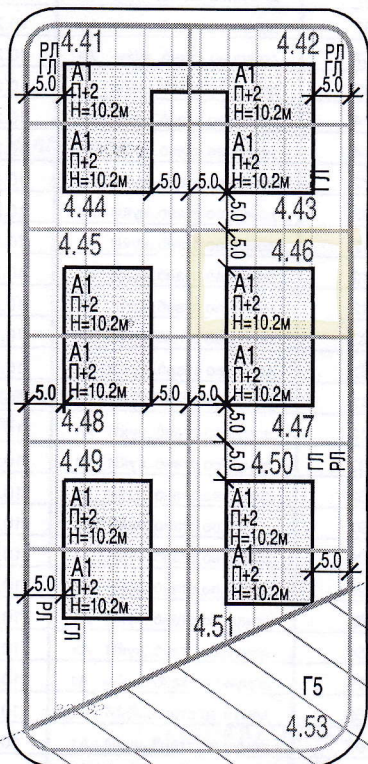 4.41 4.42
РЛ РЛ
ГЛ ГЛ
5.0 5.0
А1 А1
П+2 П+2
Н=10.2м Н=10.2м
А1 А1
П+2 П+2
Н=10.2м Н=10.2м
ГЛ
5.0 5.0
4.44 4.43
5.0
5.0
4.45 4.46
А1 А1
П+2 П+2
Н=10.2м Н=10.2м
А1 А1
П+2 П+2
Н=10.2м Н=10.2м
5.0 5.0 5.0
4.48 4.47
5.0
5.0
4.49 4.50
ГЛ РЛ
А1 А1
П+2 П+2
Н=10.2м Н=10.2м
А1 А1
П+2 П+2
Н=10.2м Н=10.2м
5.0 5.0
РЛ ГЛ
4.51
Г5
4.53